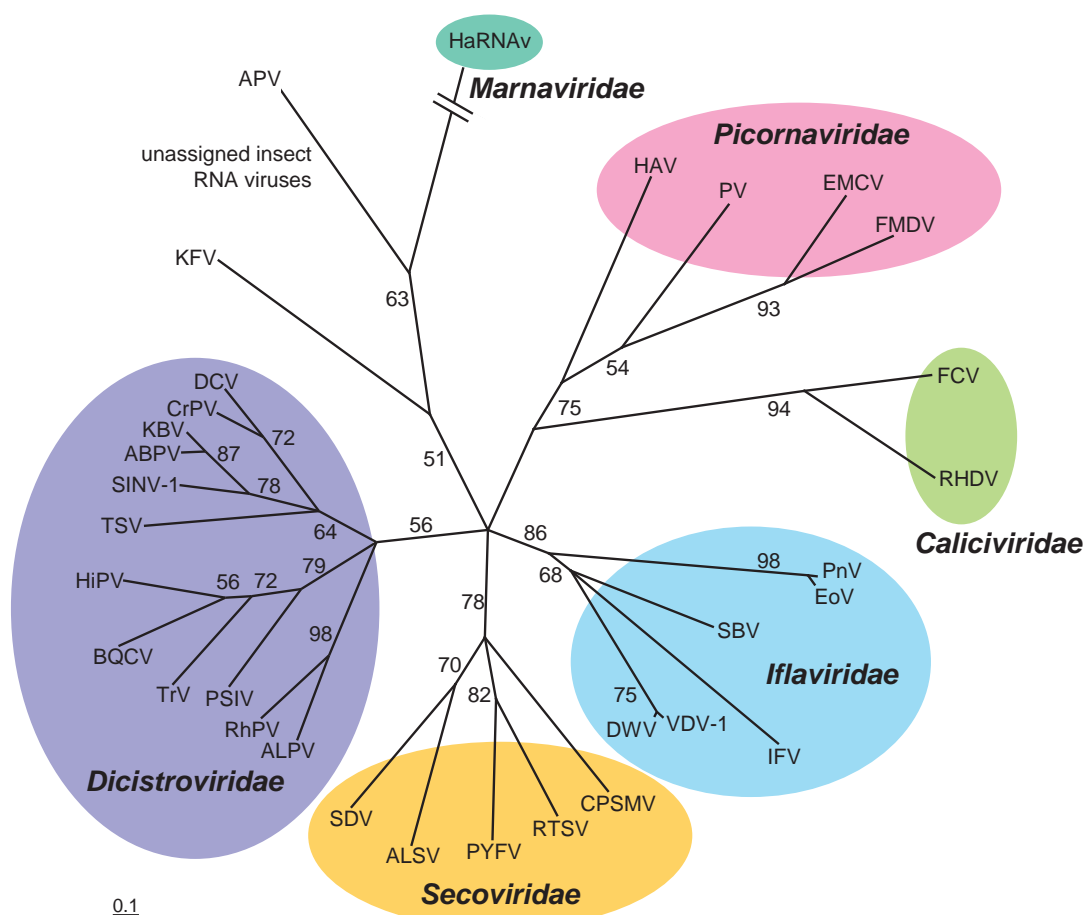 HaRNAv
Marnaviridae
APV
unassigned insect
RNA viruses
KFV
63
51
Picornaviridae
HAV
PV
EMCV
FMDV
93
54
75
94
FCV
RHDV
Caliciviridae
DCV
CrPV
KBV
ABPV
87
72
SINV-1
78
TSV
64
56
79
HiPV
56
72
BQCV
TrV
PSIV
98
RhPV
ALPV
Dicistroviridae
86
68
98
PnV
EoV
SBV
Iflaviridae
75
DWV
VDV-1
IFV
78
70
82
SDV
ALSV
PYFV
RTSV
CPSMV
Secoviridae
0.1